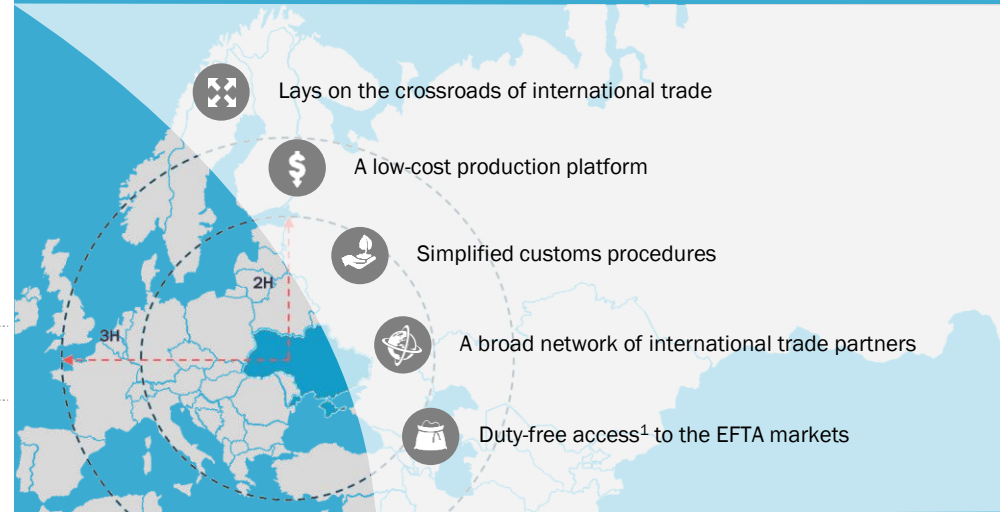 Lays on the crossroads of international trade
A low-cost production platform
Simplified customs procedures
2H
3H
A broad network of international trade partners
Duty-free access¹ to the EFTA markets